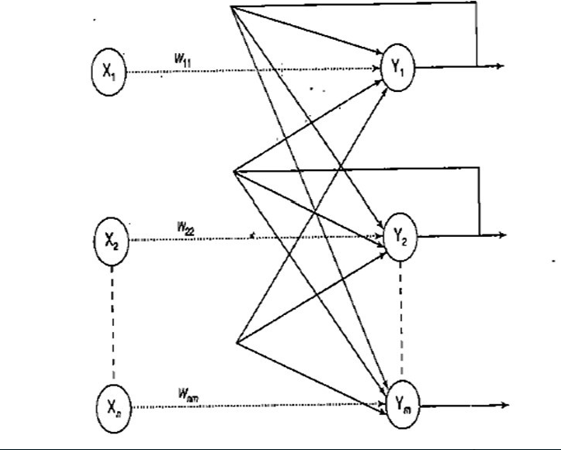 X₁ W₁₁ Y₁
X₂ W₂₂ Y₂
Xₙ Wₙₘ Yₘ